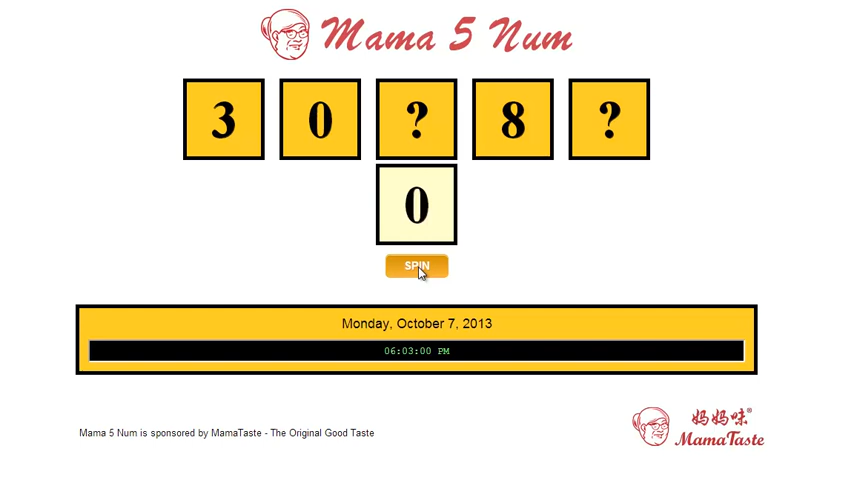 Mama 5 Num
3 0 ? 8 ?
0
SPIN
Monday, October 7, 2013
06:03:00 PM
妈妈味®
MamaTaste
Mama 5 Num is sponsored by MamaTaste - The Original Good Taste